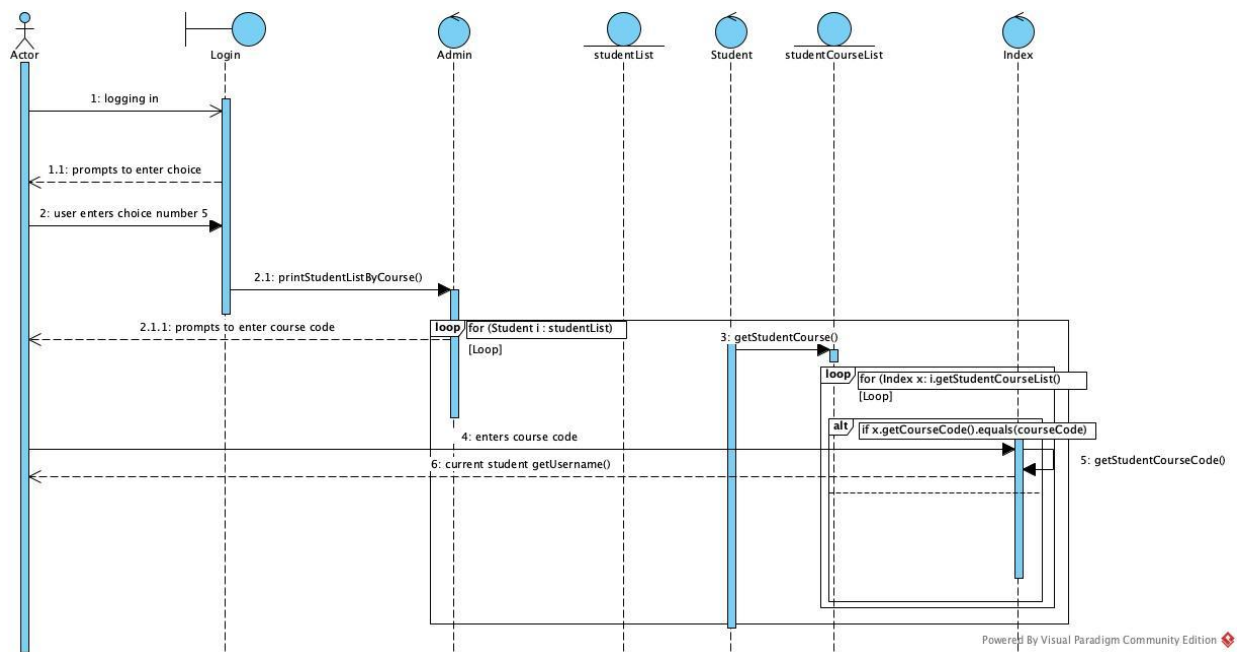 Actor
Login
Admin
studentList
Student
studentCourseList
Index
1: logging in
1.1: prompts to enter choice
2: user enters choice number 5
2.1: printStudentListByCourse()
2.1.1: prompts to enter course code
loop
for (Student i : studentList)
[Loop]
3: getStudentCourse()
loop
for (Index x: i.getStudentCourseList()
[Loop]
alt
if x.getCourseCode().equals(courseCode)
4: enters course code
5: getStudentCourseCode()
6: current student getUsername()
Powered By Visual Paradigm Community Edition